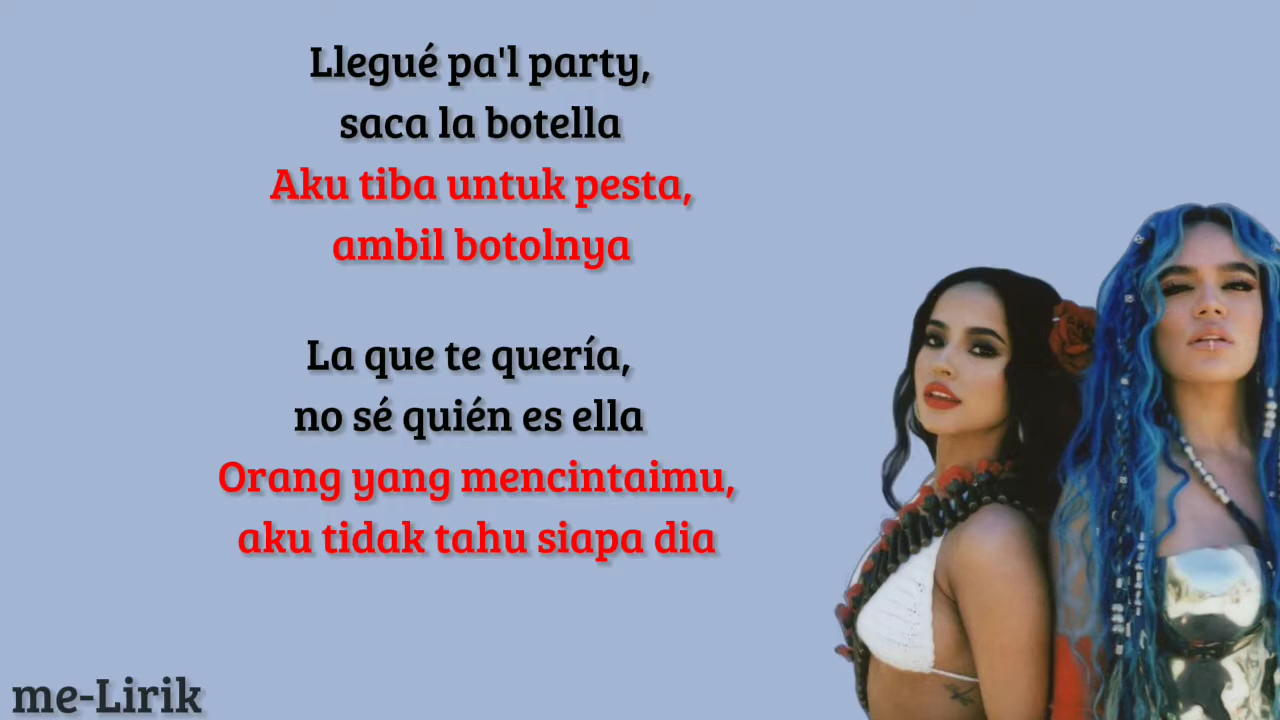 Llegué pa'l party,
saca la botella
Aku tiba untuk pesta,
ambil botolnya
La que te quería,
no sé quién es ella
Orang yang mencintaimu,
aku tidak tahu siapa dia
me-Lirik